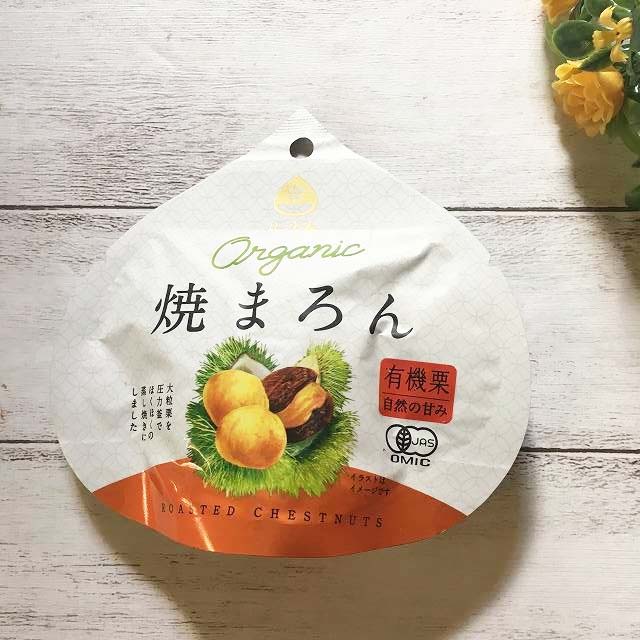 Organic
焼まろん
有機栗
自然の甘み
大粒栗を
圧力釜で
ほくほくの
蒸し焼きに
しました
JAS
OMIC
イラストは
イメージです
ROASTED CHESTNUTS